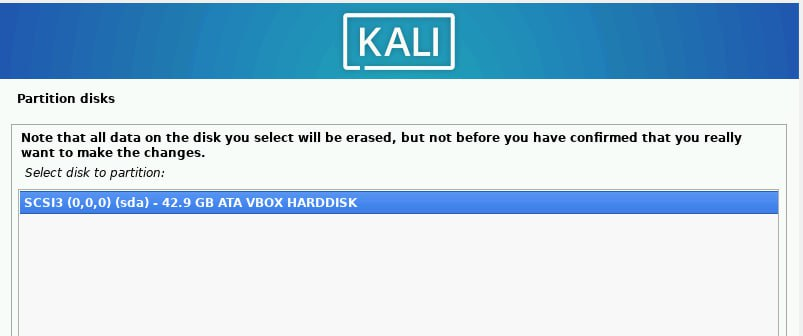 KALI
Partition disks
Note that all data on the disk you select will be erased, but not before you have confirmed that you really
want to make the changes.
Select disk to partition:
SCSI3 (0,0,0) (sda) - 42.9 GB ATA VBOX HARDDISK